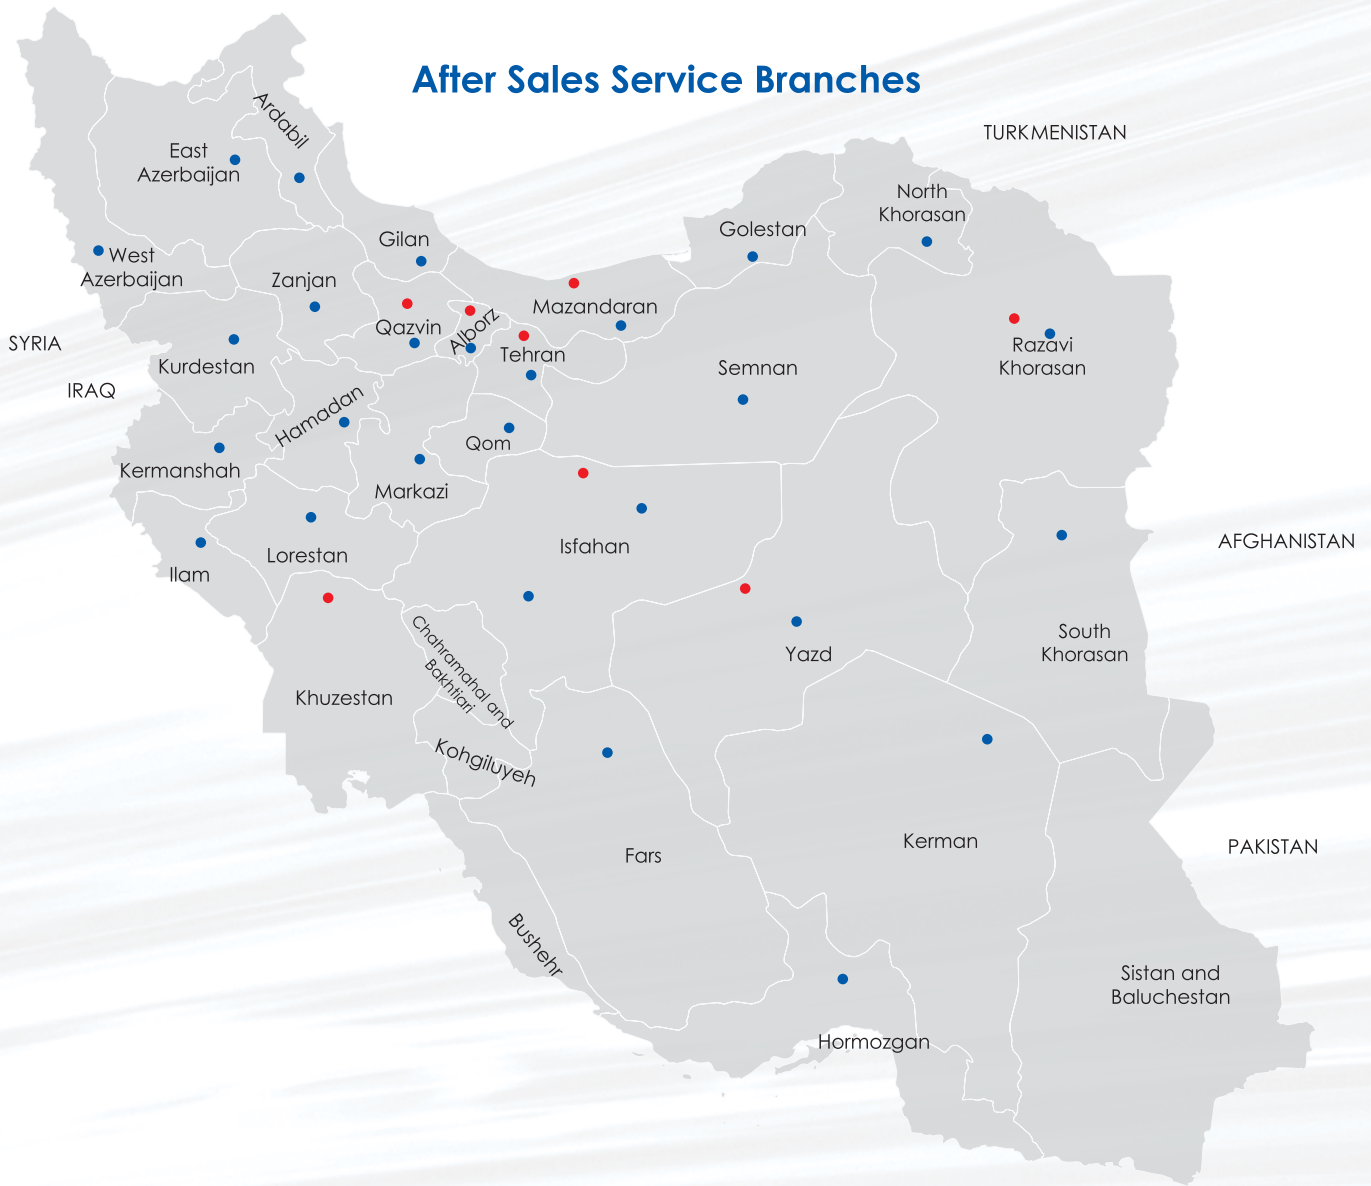 After Sales Service Branches
Ardabil
TURKMENISTAN
East
Azerbaijan
North
Khorasan
Golestan
Gilan
West
Azerbaijan
Zanjan
Mazandaran
Qazvin
Alborz
SYRIA
Tehran
Razavi
Khorasan
Kurdestan
Semnan
IRAQ
Hamadan
Qom
Kermanshah
Markazi
AFGHANISTAN
Isfahan
Lorestan
Ilam
South
Khorasan
Chahramahal and
Bakhtiari
Yazd
Khuzestan
Kohgiluyeh
Kerman
PAKISTAN
Fars
Bushehr
Sistan and
Baluchestan
Hormozgan